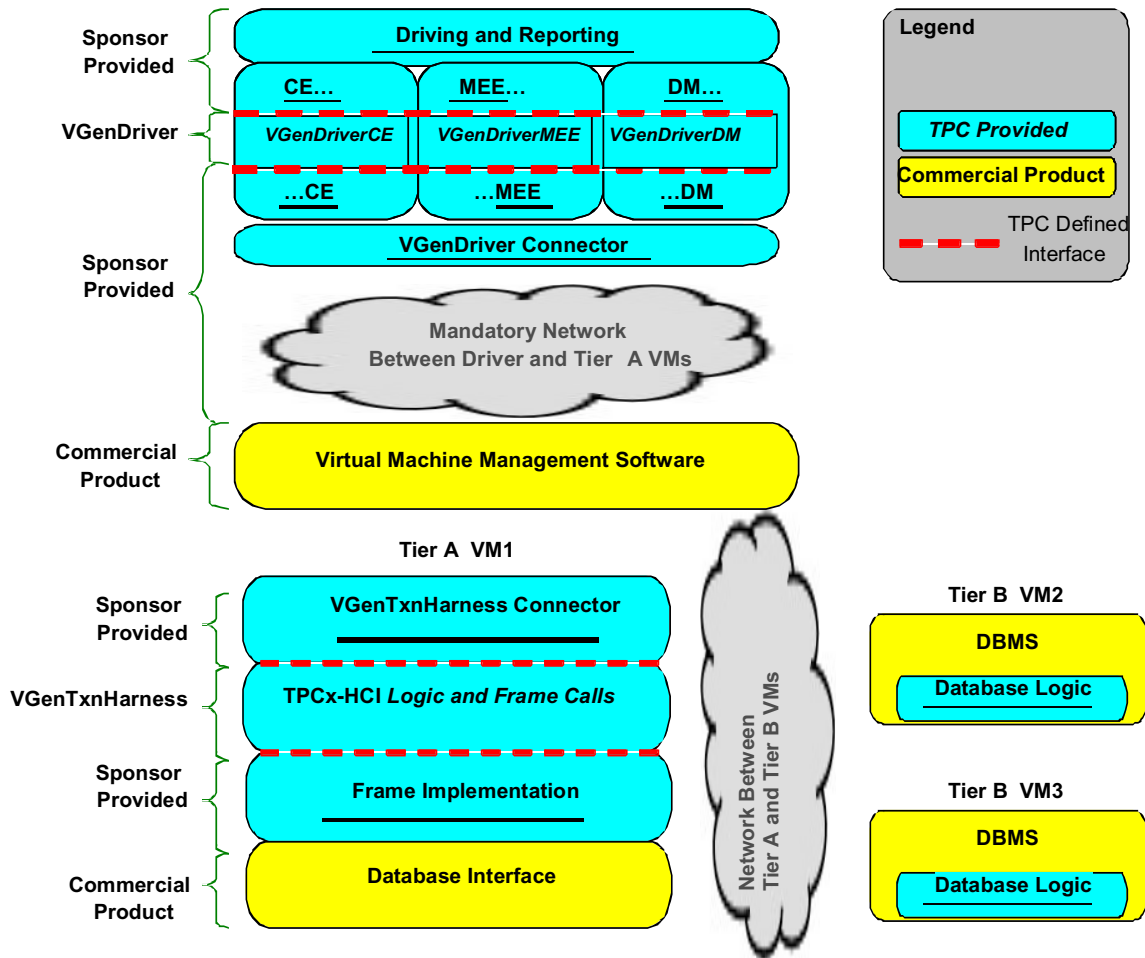 Sponsor
Provided
VGenDriver
Driving and Reporting
CE...
MEE...
DM...
VGenDriverCE
VGenDriverMEE
VGenDriverDM
...CE
...MEE
...DM
VGenDriver Connector
Legend
TPC Provided
Commercial Product
TPC Defined
Interface
Sponsor
Provided
Mandatory Network
Between Driver and Tier A VMs
Commercial
Product
Virtual Machine Management Software
Tier A VM1
Sponsor
Provided
VGenTxnHarness Connector
VGenTxnHarness
TPCx-HCI Logic and Frame Calls
Sponsor
Provided
Frame Implementation
Commercial
Product
Database Interface
Network Between
Tier A and Tier B VMs
Tier B VM2
DBMS
Database Logic
Tier B VM3
DBMS
Database Logic